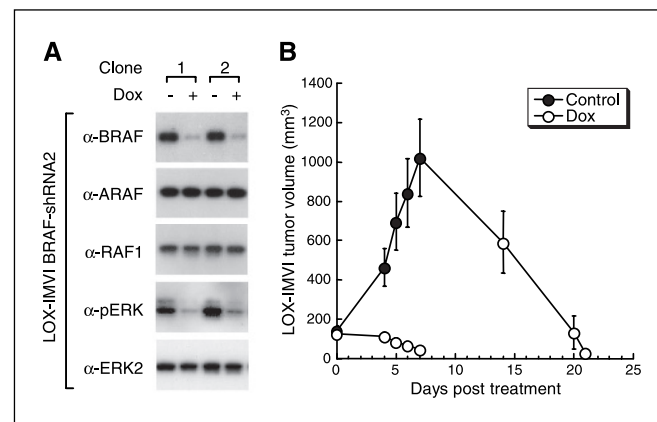 A
Clone 1 2
Dox - + - +
LOX-IMVI BRAF-shRNA2
α-BRAF
α-ARAF
α-RAF1
α-pERK
α-ERK2
B
LOX-IMVI tumor volume (mm³)
1400
1200
1000
800
600
400
200
0
0 5 10 15 20 25
Days post treatment
Control
Dox